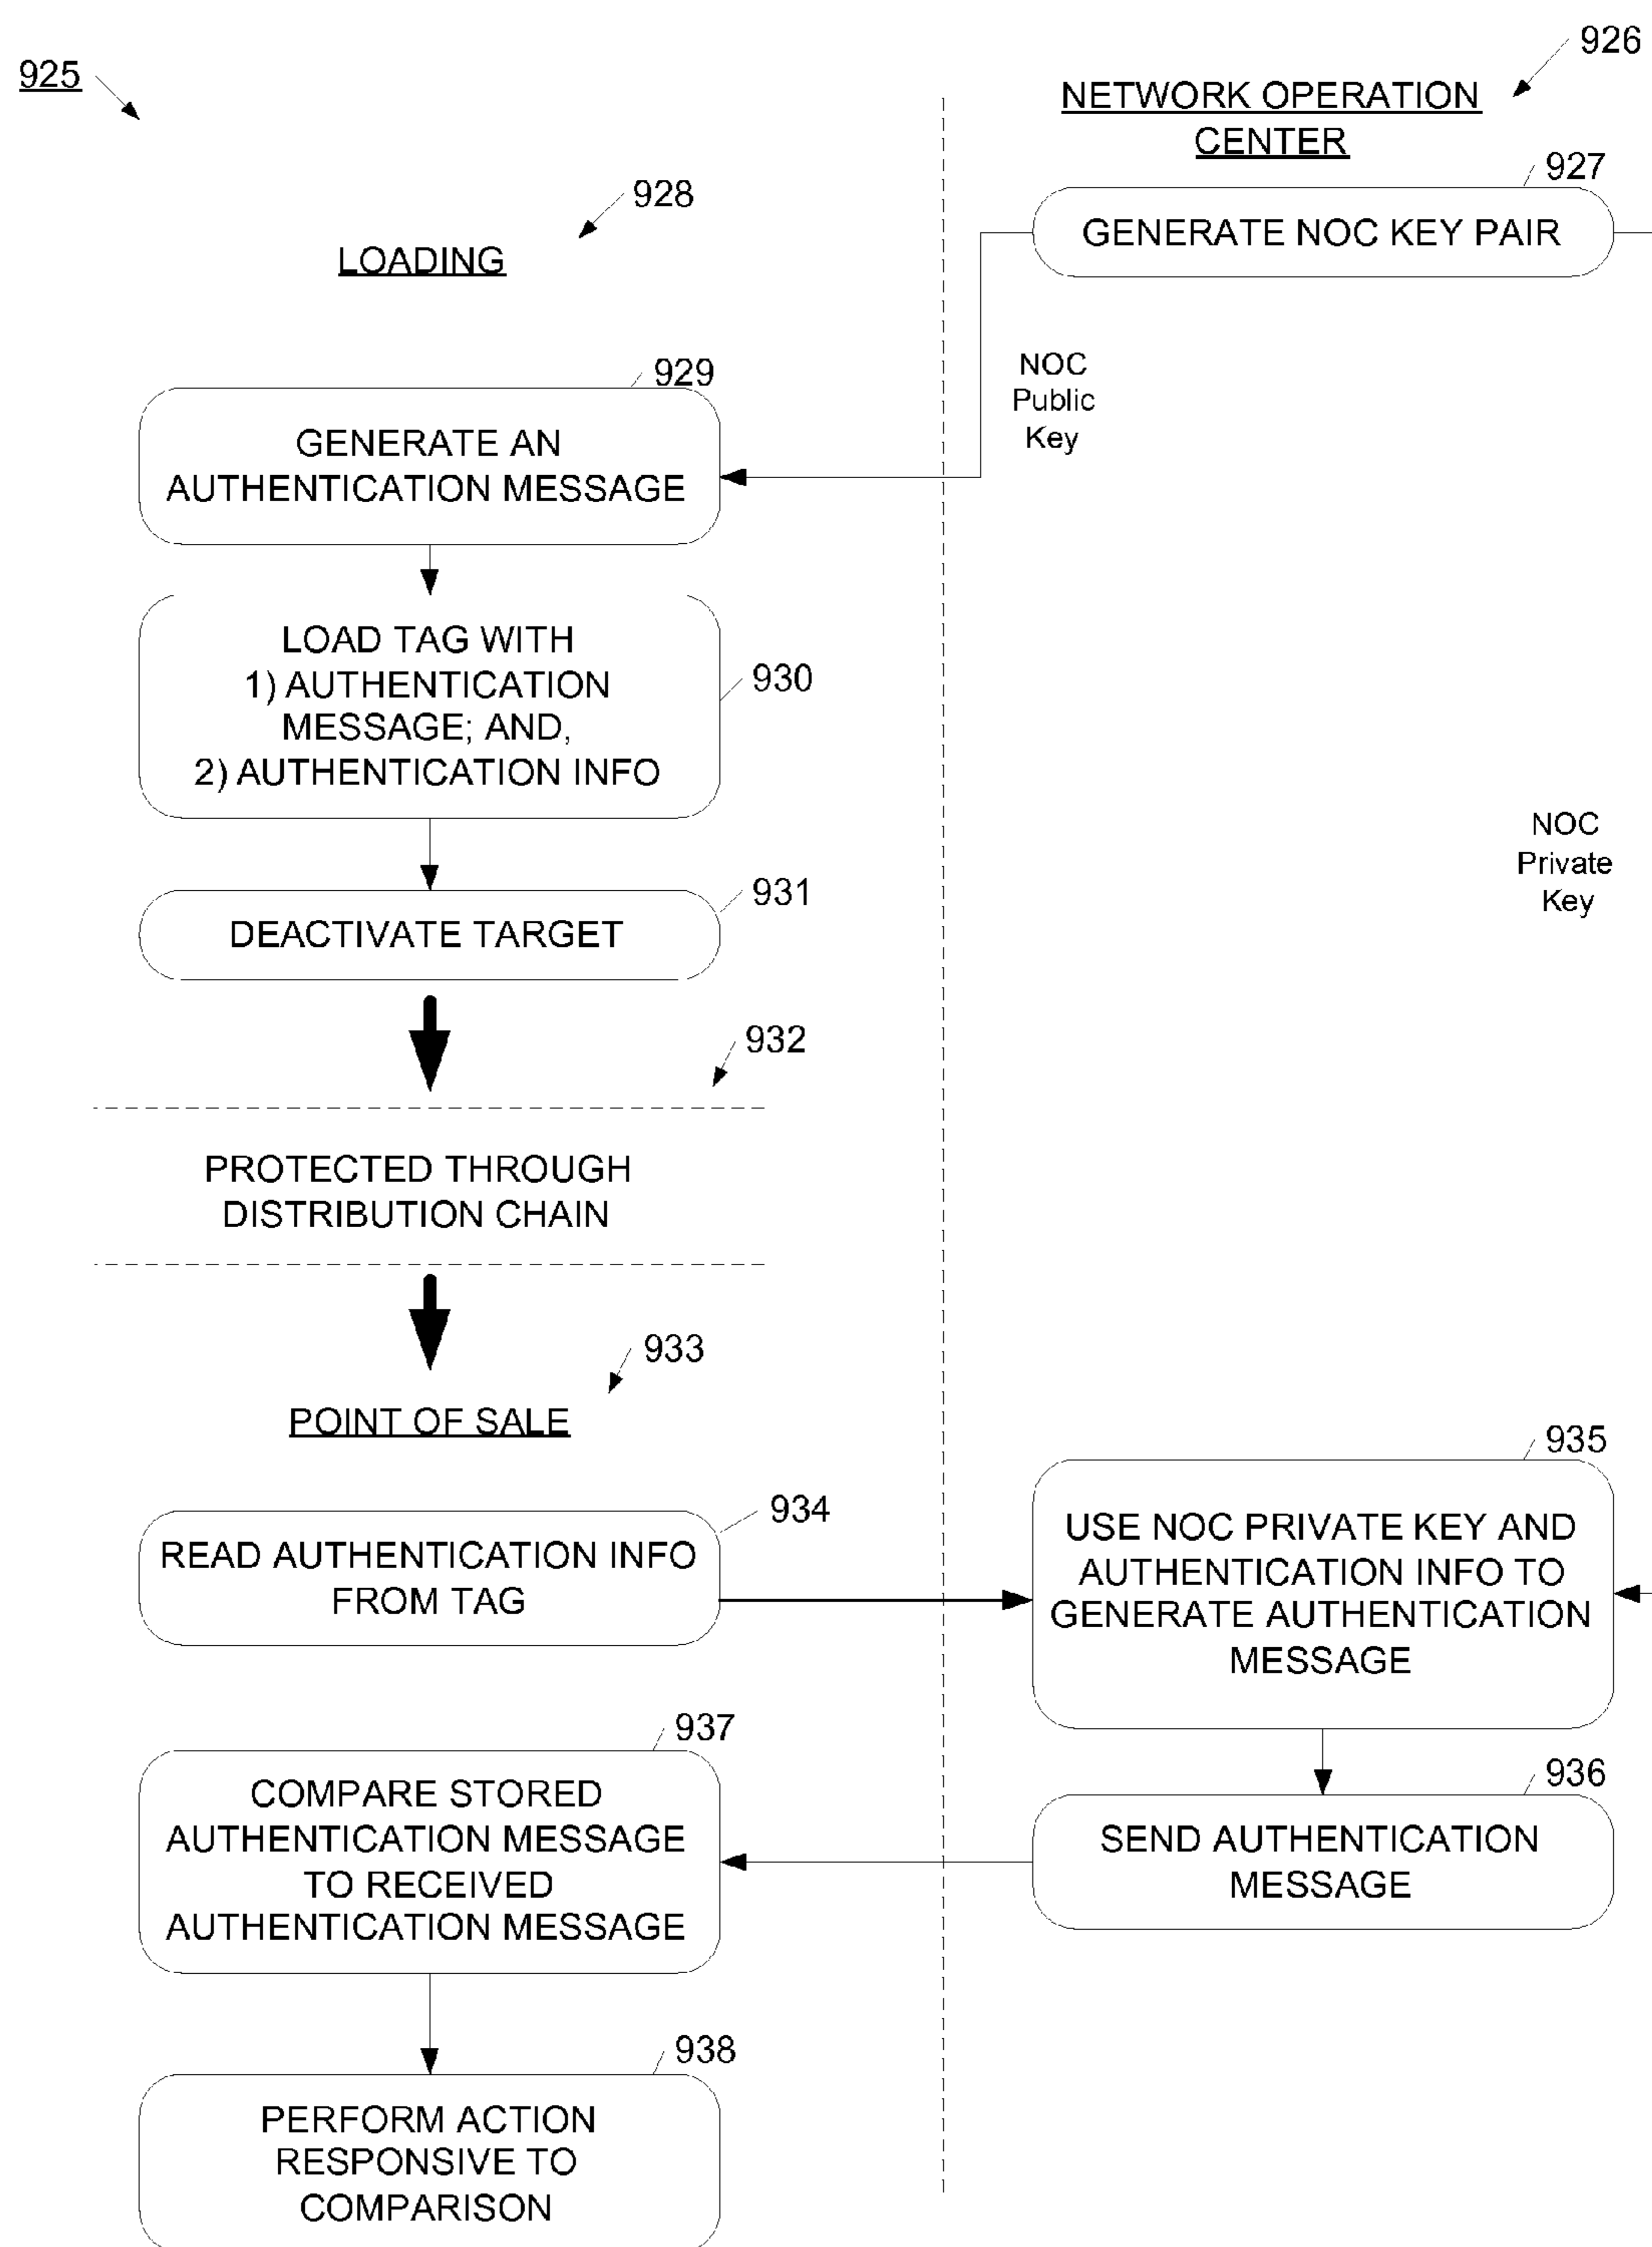 925
926
NETWORK OPERATION
CENTER
927
GENERATE NOC KEY PAIR
928
LOADING
NOC
Public
Key
929
GENERATE AN
AUTHENTICATION MESSAGE
930
LOAD TAG WITH
1) AUTHENTICATION
MESSAGE; AND,
2) AUTHENTICATION INFO
NOC
Private
Key
931
DEACTIVATE TARGET
932
PROTECTED THROUGH
DISTRIBUTION CHAIN
933
POINT OF SALE
934
READ AUTHENTICATION INFO
FROM TAG
935
USE NOC PRIVATE KEY AND
AUTHENTICATION INFO TO
GENERATE AUTHENTICATION
MESSAGE
936
SEND AUTHENTICATION
MESSAGE
937
COMPARE STORED
AUTHENTICATION MESSAGE
TO RECEIVED
AUTHENTICATION MESSAGE
938
PERFORM ACTION
RESPONSIVE TO
COMPARISON